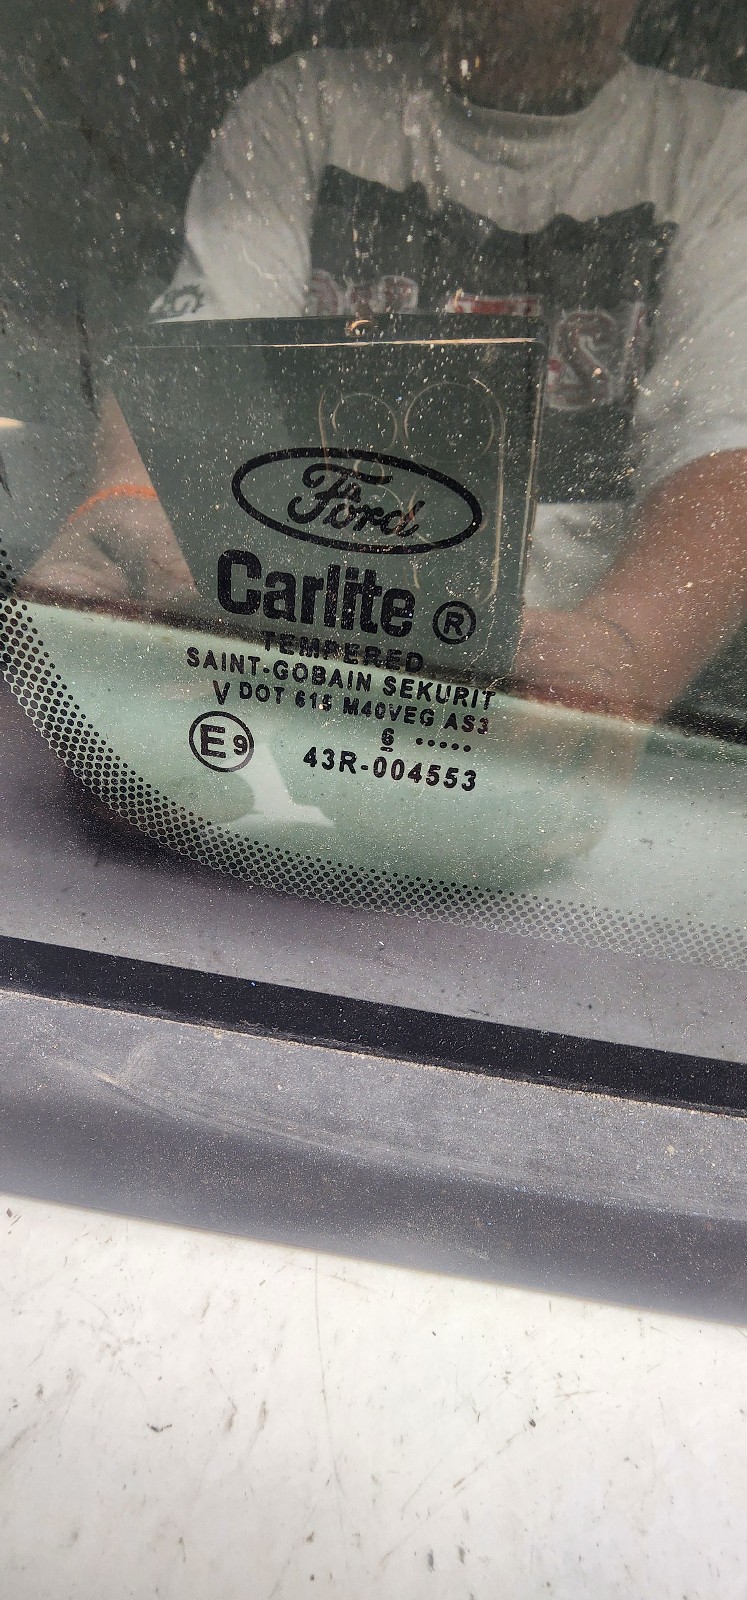 Ford
Carlite ®
TEMPERED
SAINT-GOBAIN SEKURIT
V DOT 615 M40VEG AS3
6 .....
E9
43R-004553